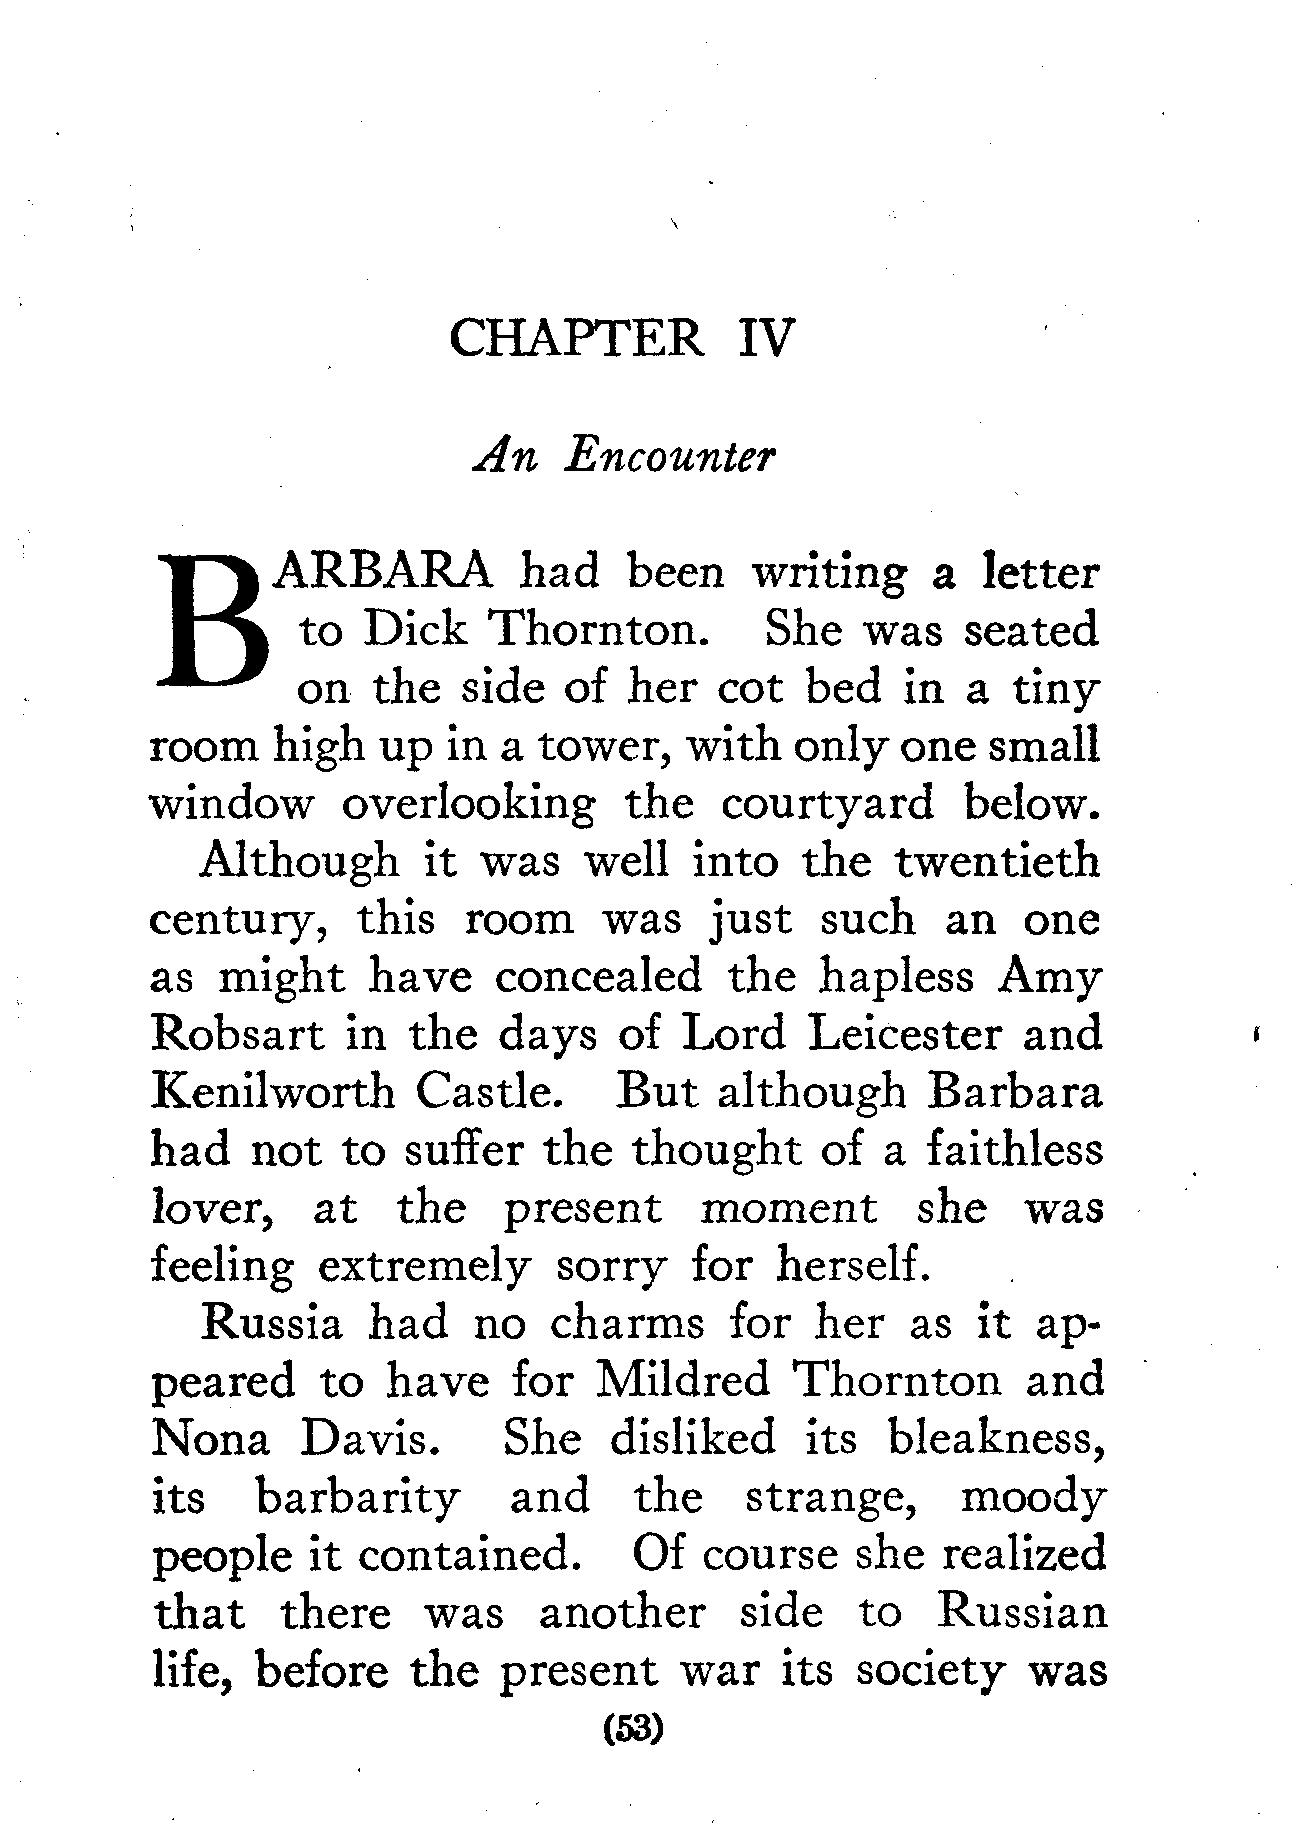 CHAPTER IV
An Encounter
BARBARA had been writing a letter
to Dick Thornton. She was seated
on the side of her cot bed in a tiny
room high up in a tower, with only one small
window overlooking the courtyard below.
Although it was well into the twentieth
century, this room was just such an one
as might have concealed the hapless Amy
Robsart in the days of Lord Leicester and
Kenilworth Castle. But although Barbara
had not to suffer the thought of a faithless
lover, at the present moment she was
feeling extremely sorry for herself.
Russia had no charms for her as it ap-
peared to have for Mildred Thornton and
Nona Davis. She disliked its bleakness,
its barbarity and the strange, moody
people it contained. Of course she realized
that there was another side to Russian
life, before the present war its society was
(53)